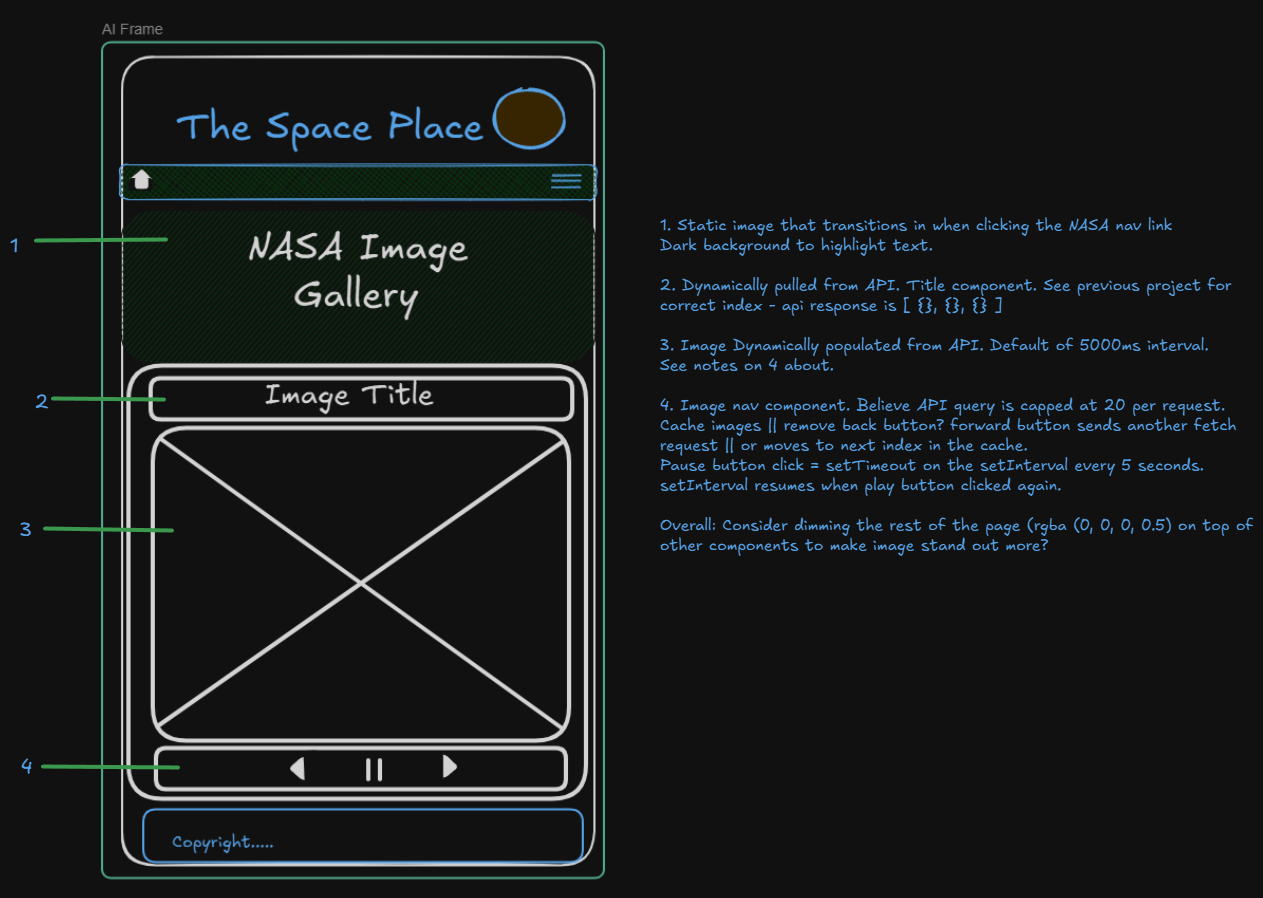 AI Frame
The Space Place
1
NASA Image
Gallery
2
Image Title
3
4
Copyright.....
1. Static image that transitions in when clicking the NASA nav link
Dark background to highlight text.
2. Dynamically pulled from API. Title component. See previous project for
correct index - api response is [ {}, {}, {} ]
3. Image Dynamically populated from API. Default of 5000ms interval.
See notes on 4 about.
4. Image nav component. Believe API query is capped at 20 per request.
Cache images || remove back button? forward button sends another fetch
request || or moves to next index in the cache.
Pause button click = setTimeout on the setInterval every 5 seconds.
setInterval resumes when play button clicked again.
Overall: Consider dimming the rest of the page (rgba (0, 0, 0, 0.5) on top of
other components to make image stand out more?